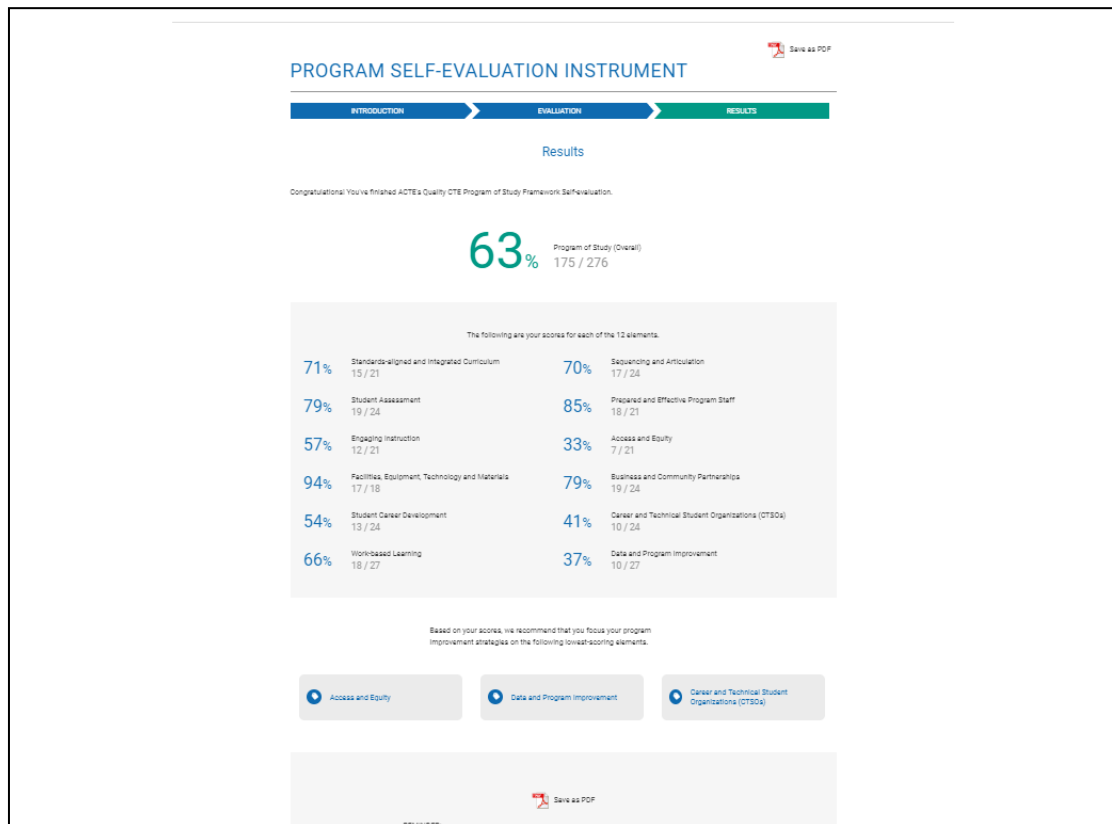 Save as PDF
PROGRAM SELF-EVALUATION INSTRUMENT
INTRODUCTION
EVALUATION
RESULTS
Results
Congratulations! You've finished ACTE's Quality CTE Program of Study Framework Self-evaluation.
63%
Program of Study (Overall)
175 / 276
The following are your scores for each of the 12 elements.
71%
Standards-aligned and Integrated Curriculum
15 / 21
70%
Sequencing and Articulation
17 / 24
79%
Student Assessment
19 / 24
85%
Prepared and Effective Program Staff
18 / 21
57%
Engaging Instruction
12 / 21
33%
Access and Equity
7 / 21
94%
Facilities, Equipment, Technology and Materials
17 / 18
79%
Business and Community Partnerships
19 / 24
54%
Student Career Development
13 / 24
41%
Career and Technical Student Organizations (CTSOs)
10 / 24
66%
Work-based Learning
18 / 27
37%
Data and Program Improvement
10 / 27
Based on your scores, we recommend that you focus your program
improvement strategies on the following lowest-scoring elements.
Access and Equity
Data and Program Improvement
Career and Technical Student
Organizations (CTSOs)
Save as PDF